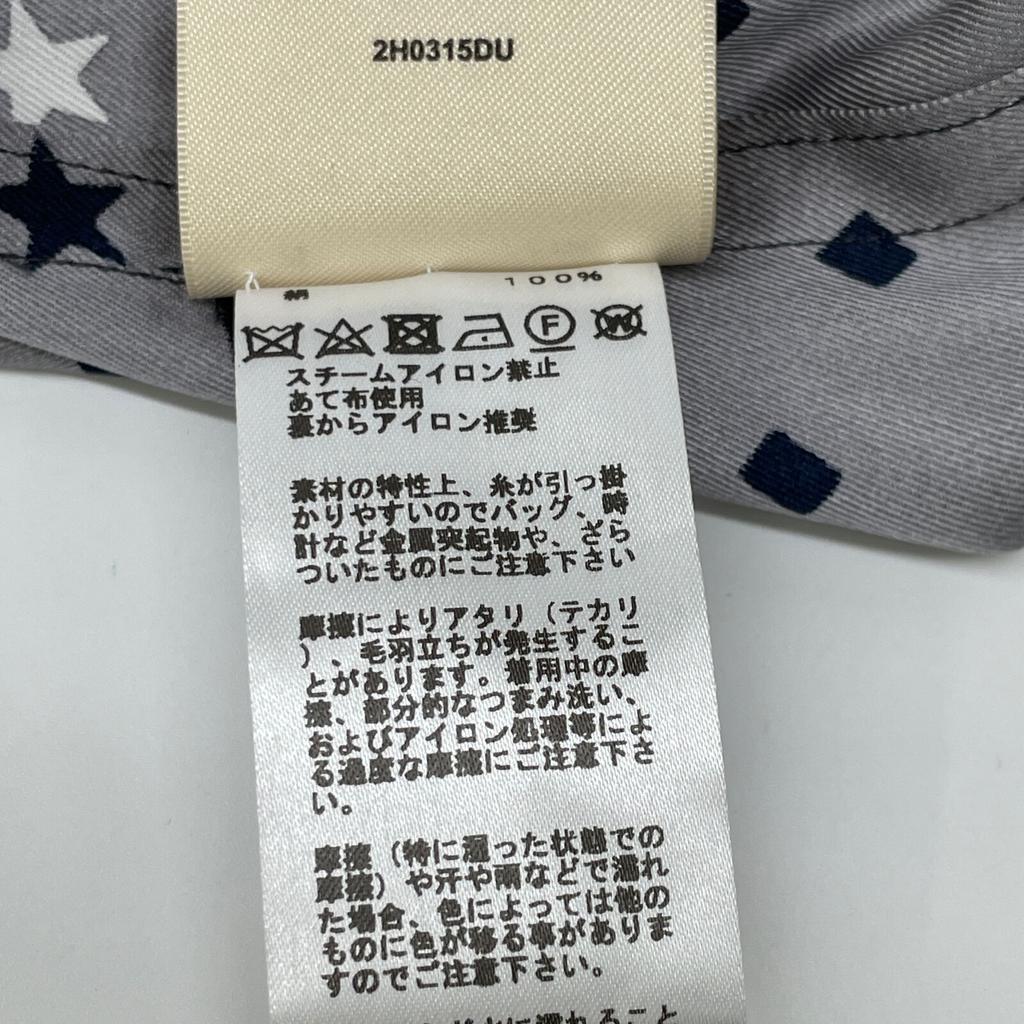 2H0315DU
絹 100%
F W
スチームアイロン禁止
あて布使用
裏からアイロン推奨
素材の特性上、糸が引っ掛
かりやすいのでバッグ、時
計など金属突起物や、ざら
ついたものにご注意下さい
摩擦によりアタリ（テカリ
）、毛羽立ちが発生するこ
とがあります。着用中の摩
擦、部分的なつまみ洗い、
およびアイロン処理等によ
る過度な摩擦にご注意下さ
い。
摩擦（特に湿った状態での
摩擦）や汗や雨などで濡れ
た場合、色によっては他の
ものに色が移る事がありま
すのでご注意下さい。
に濡れること